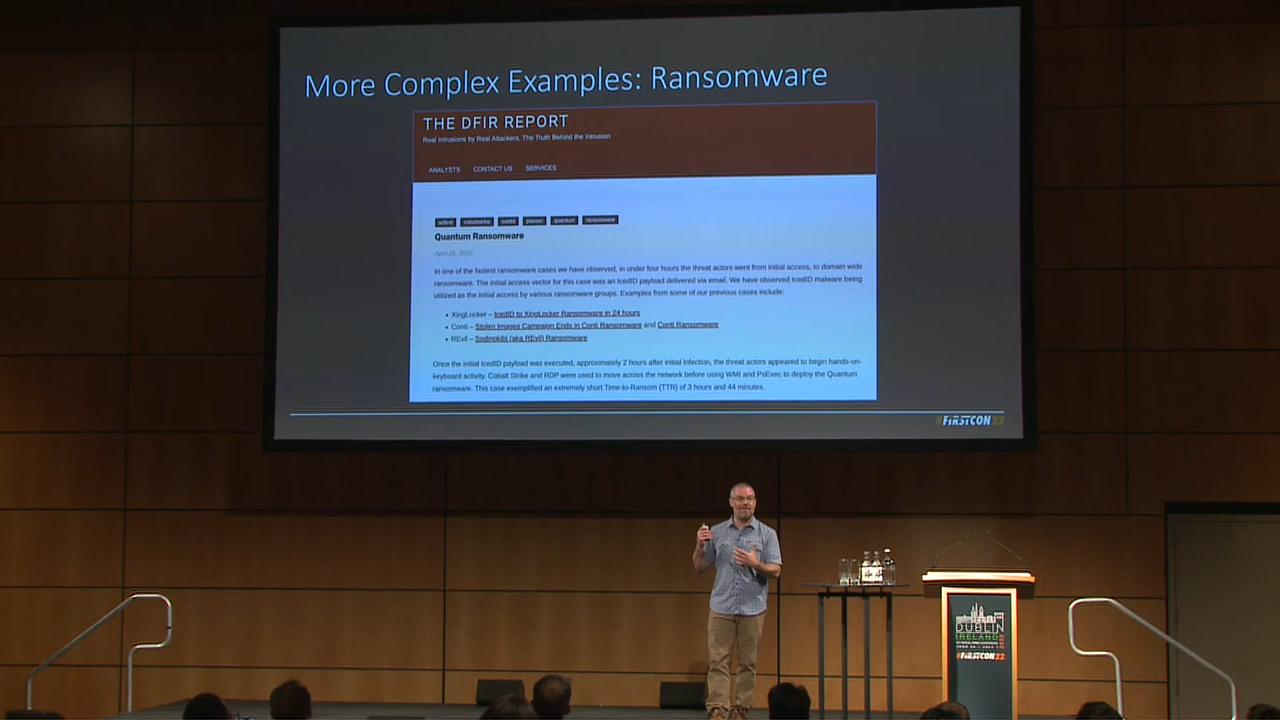 More Complex Examples: Ransomware
THE DFIR REPORT
Real Intrusions by Real Attackers, The Truth Behind the Intrusion
ANALYSTS CONTACT US SERVICES
adfind cobaltstrike icedid psexec quantum ransomware
Quantum Ransomware
April 25, 2022
In one of the fastest ransomware cases we have observed, in under four hours the threat actors went from initial access, to domain wide
ransomware. The initial access vector for this case was an IcedID payload delivered via email. We have observed IcedID malware being
utilized as the initial access by various ransomware groups. Examples from some of our previous cases include:
• XingLocker – IcedID to XingLocker Ransomware in 24 hours
• Conti – Stolen Images Campaign Ends in Conti Ransomware and Conti Ransomware
• REvil – Sodinokibi (aka REvil) Ransomware
Once the initial IcedID payload was executed, approximately 2 hours after initial infection, the threat actors appeared to begin hands-on-
keyboard activity. Cobalt Strike and RDP were used to move across the network before using WMI and PsExec to deploy the Quantum
ransomware. This case exemplified an extremely short Time-to-Ransom (TTR) of 3 hours and 44 minutes.
#FIRSTCON22
DUBLIN
IRELAND
#FIRSTCON22